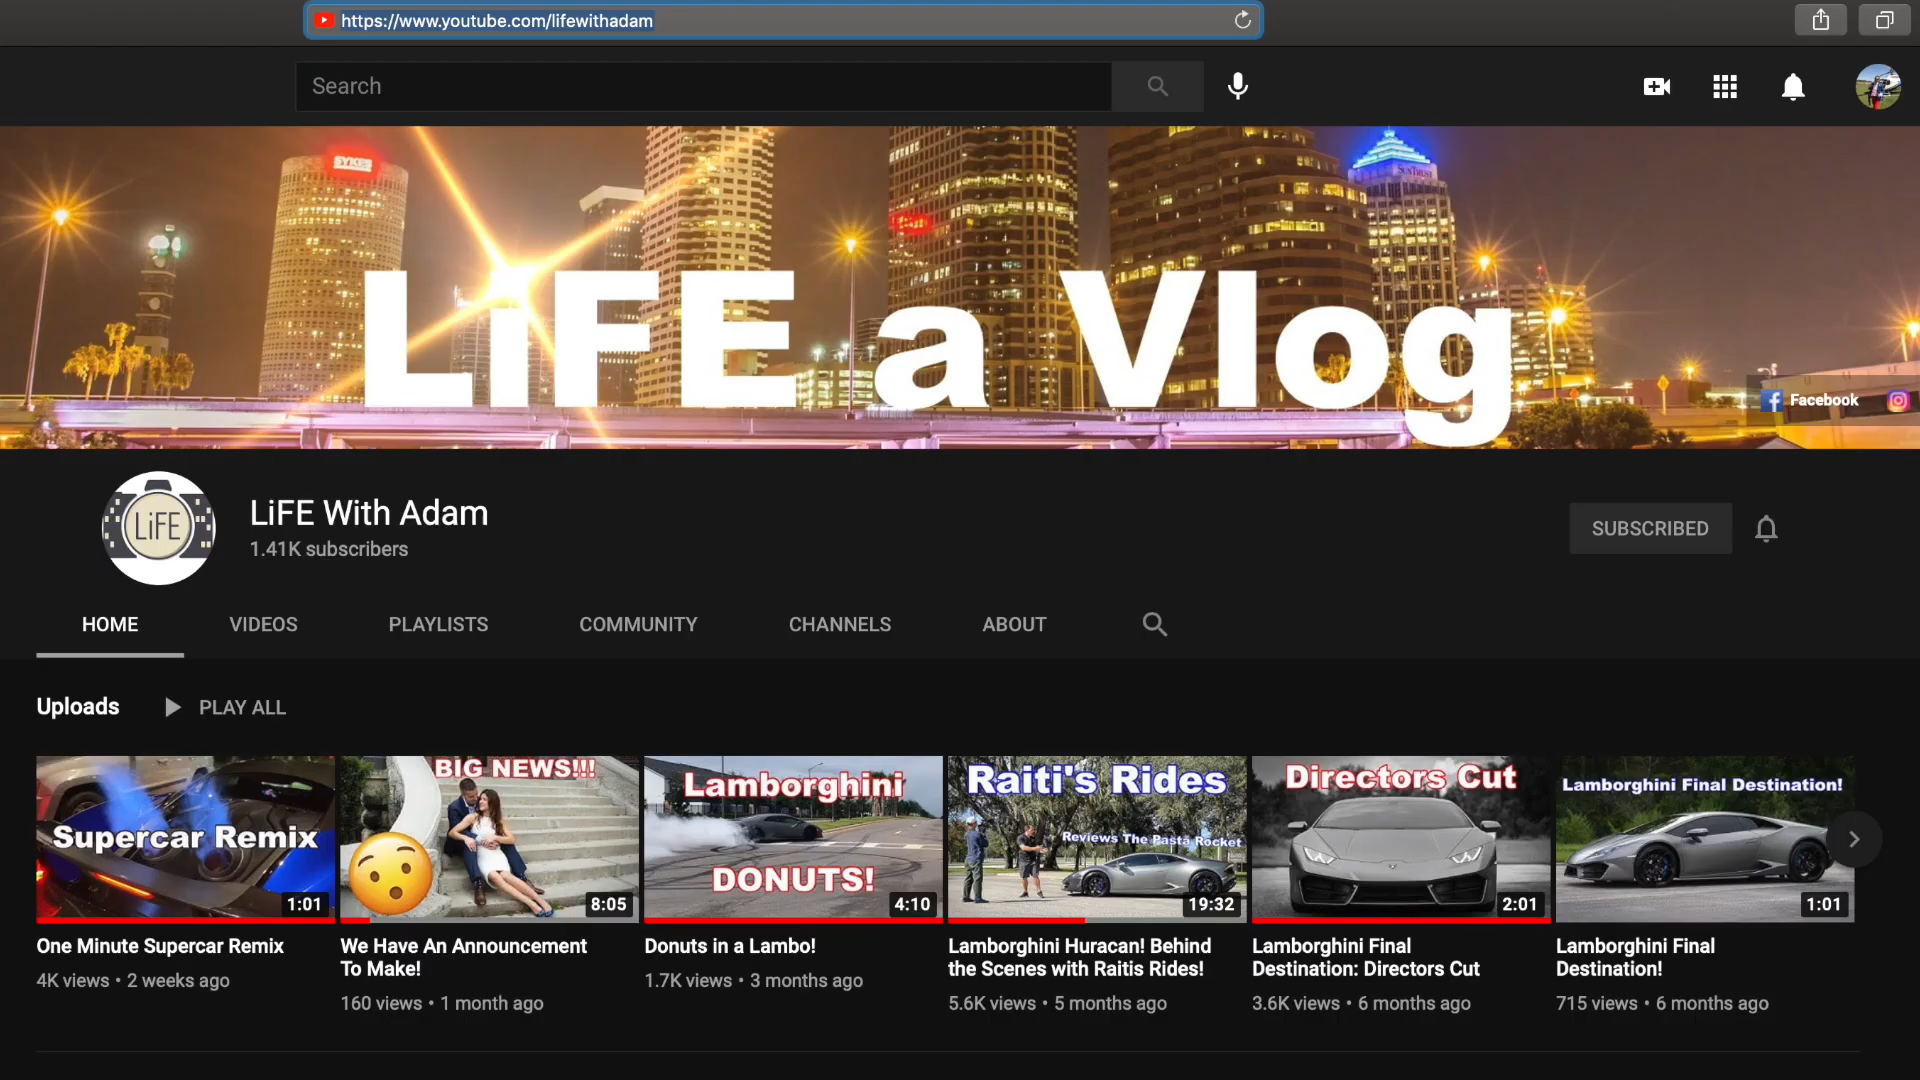 https://www.youtube.com/lifewithadam
Search
SYKES
SUNTRUST
LiFE a Vlog
Facebook
LiFE
LiFE With Adam
1.41K subscribers
SUBSCRIBED
HOME VIDEOS PLAYLISTS COMMUNITY CHANNELS ABOUT
Uploads PLAY ALL
Supercar Remix
1:01
BIG NEWS!!!
8:05
Lamborghini
DONUTS!
4:10
Raiti's Rides
Reviews The Pasta Rocket
19:32
Directors Cut
2:01
Lamborghini Final Destination!
1:01
One Minute Supercar Remix
4K views • 2 weeks ago
We Have An Announcement
To Make!
160 views • 1 month ago
Donuts in a Lambo!
1.7K views • 3 months ago
Lamborghini Huracan! Behind
the Scenes with Raitis Rides!
5.6K views • 5 months ago
Lamborghini Final
Destination: Directors Cut
3.6K views • 6 months ago
Lamborghini Final
Destination!
715 views • 6 months ago